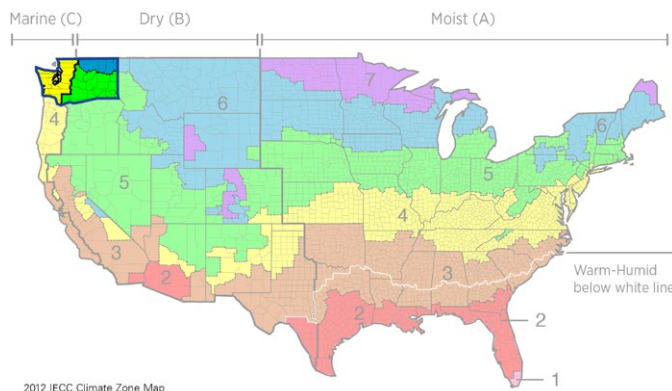 Marine (C)
Dry (B)
Moist (A)
7
6
6
4
5
5
4
3
3
2
2
Warm-Humid
below white line
2
1
2012 IECC Climate Zone Map